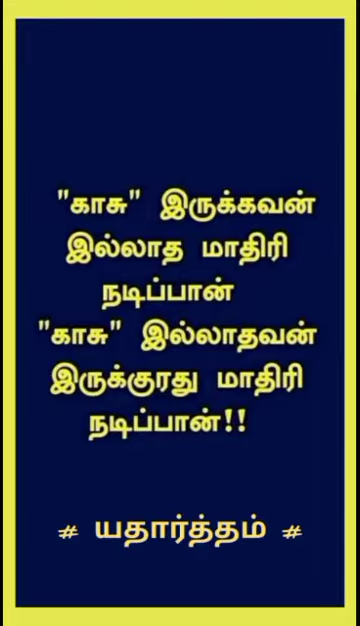 "காசு" இருக்கவன்
இல்லாத மாதிரி
நடிப்பான்
"காசு" இல்லாதவன்
இருக்குரது மாதிரி
நடிப்பான்!!
# யதார்த்தம் #